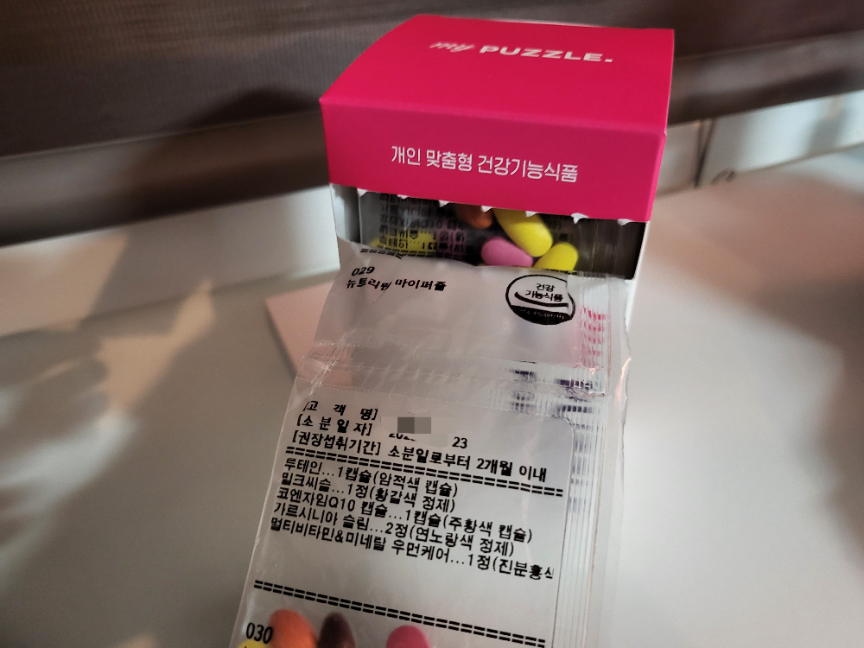 my PUZZLE.
개인 맞춤형 건강기능식품
029
뉴트리원 마이퍼즐
건강
기능식품
[고 객 명]
[소 분 일 자] 23
[권장섭취기간] 소분일로부터 2개월 이내
루테인...1캡슐(암적색 캡슐)
밀크씨슬...1정(황갈색 정제)
코엔자임Q10 캡슐...1캡슐(주황색 캡슐)
가르시니아 슬림...2정(연노랑색 정제)
멀티비타민&미네랄 우먼케어...1정(진분홍색
030